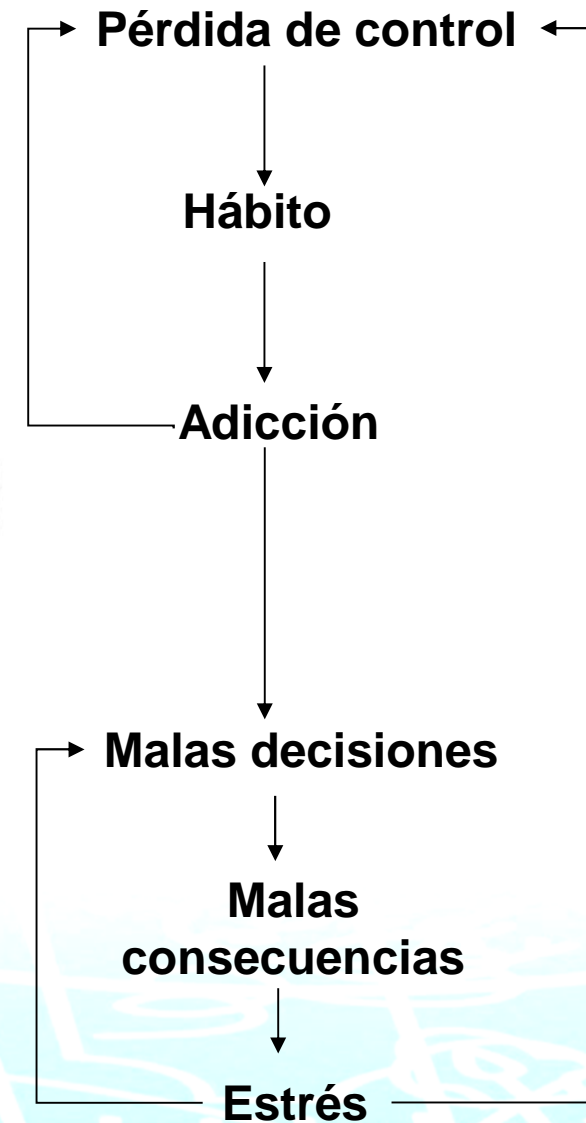 Pérdida de control
Hábito
Adicción
Malas decisiones
Malas
consecuencias
Estrés